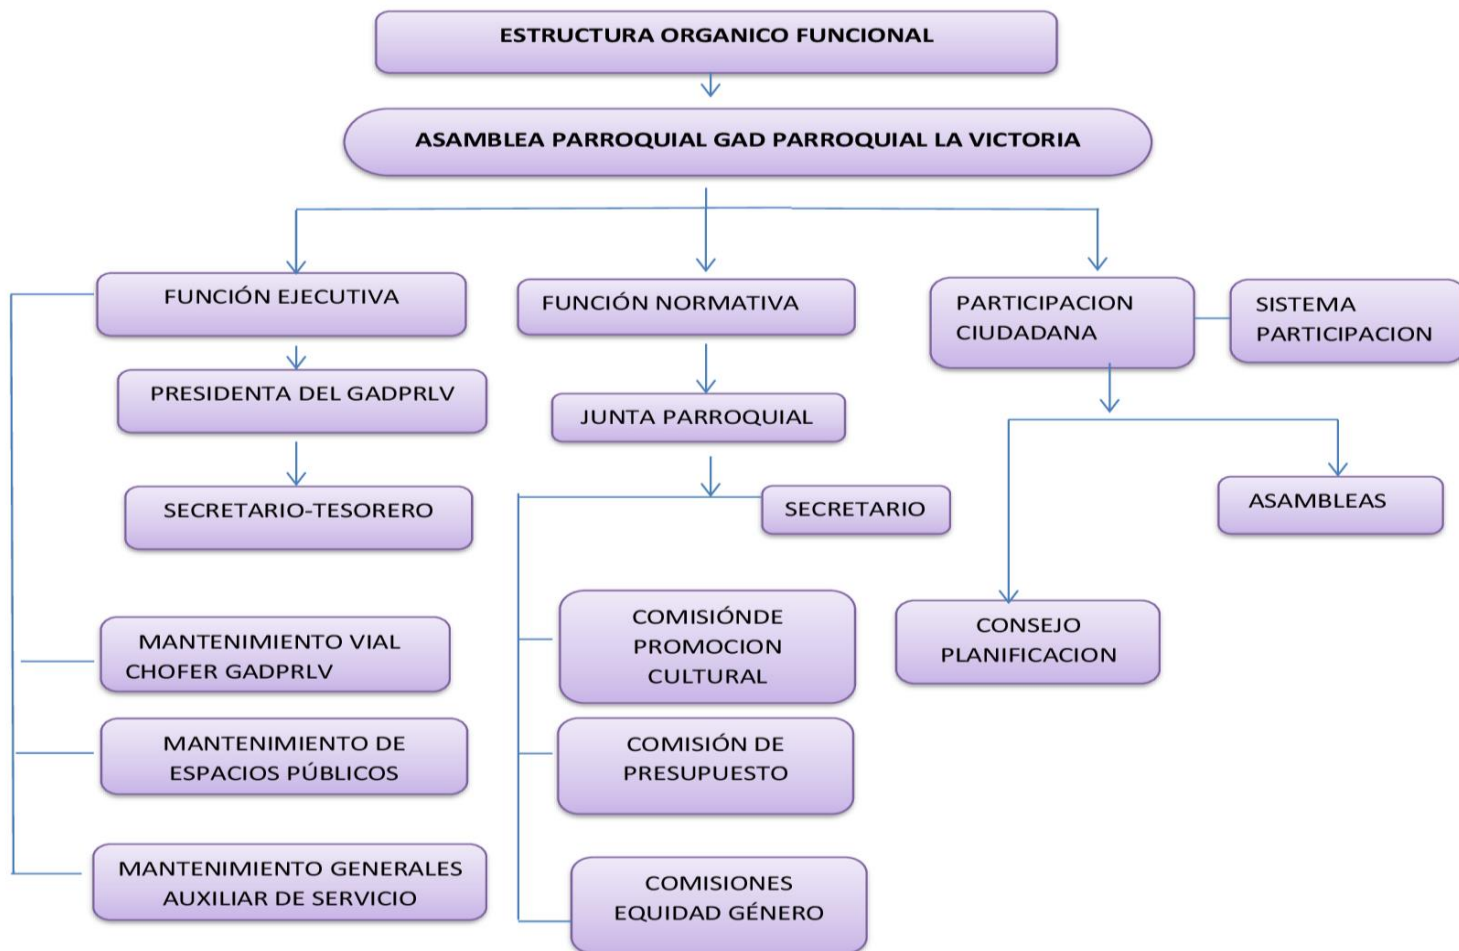 ESTRUCTURA ORGANICO FUNCIONAL
ASAMBLEA PARROQUIAL GAD PARROQUIAL LA VICTORIA
FUNCIÓN EJECUTIVA
PRESIDENTA DEL GADPRLV
SECRETARIO-TESORERO
MANTENIMIENTO VIAL
CHOFER GADPRLV
MANTENIMIENTO DE
ESPACIOS PÚBLICOS
MANTENIMIENTO GENERALES
AUXILIAR DE SERVICIO
FUNCIÓN NORMATIVA
JUNTA PARROQUIAL
SECRETARIO
COMISIÓNDE
PROMOCION
CULTURAL
COMISIÓN DE
PRESUPUESTO
COMISIONES
EQUIDAD GÉNERO
PARTICIPACION
CIUDADANA
SISTEMA
PARTICIPACION
ASAMBLEAS
CONSEJO
PLANIFICACION